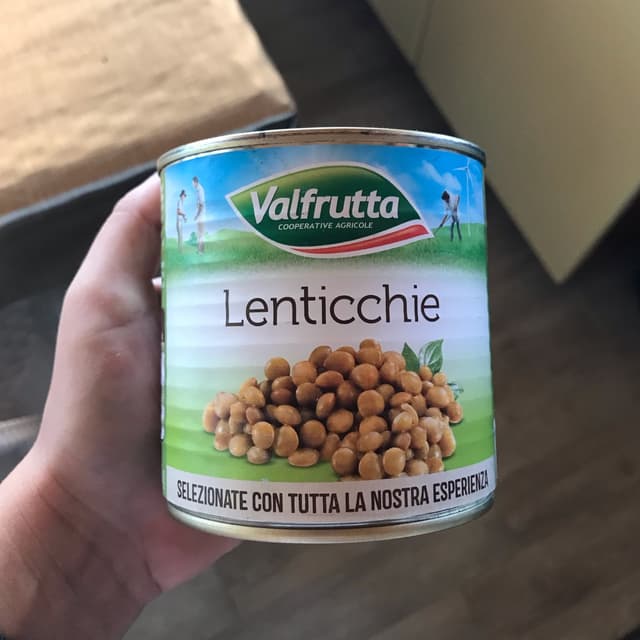 Valfrutta
COOPERATIVE AGRICOLE
Lenticchie
SELEZIONATE CON TUTTA LA NOSTRA ESPERIENZA